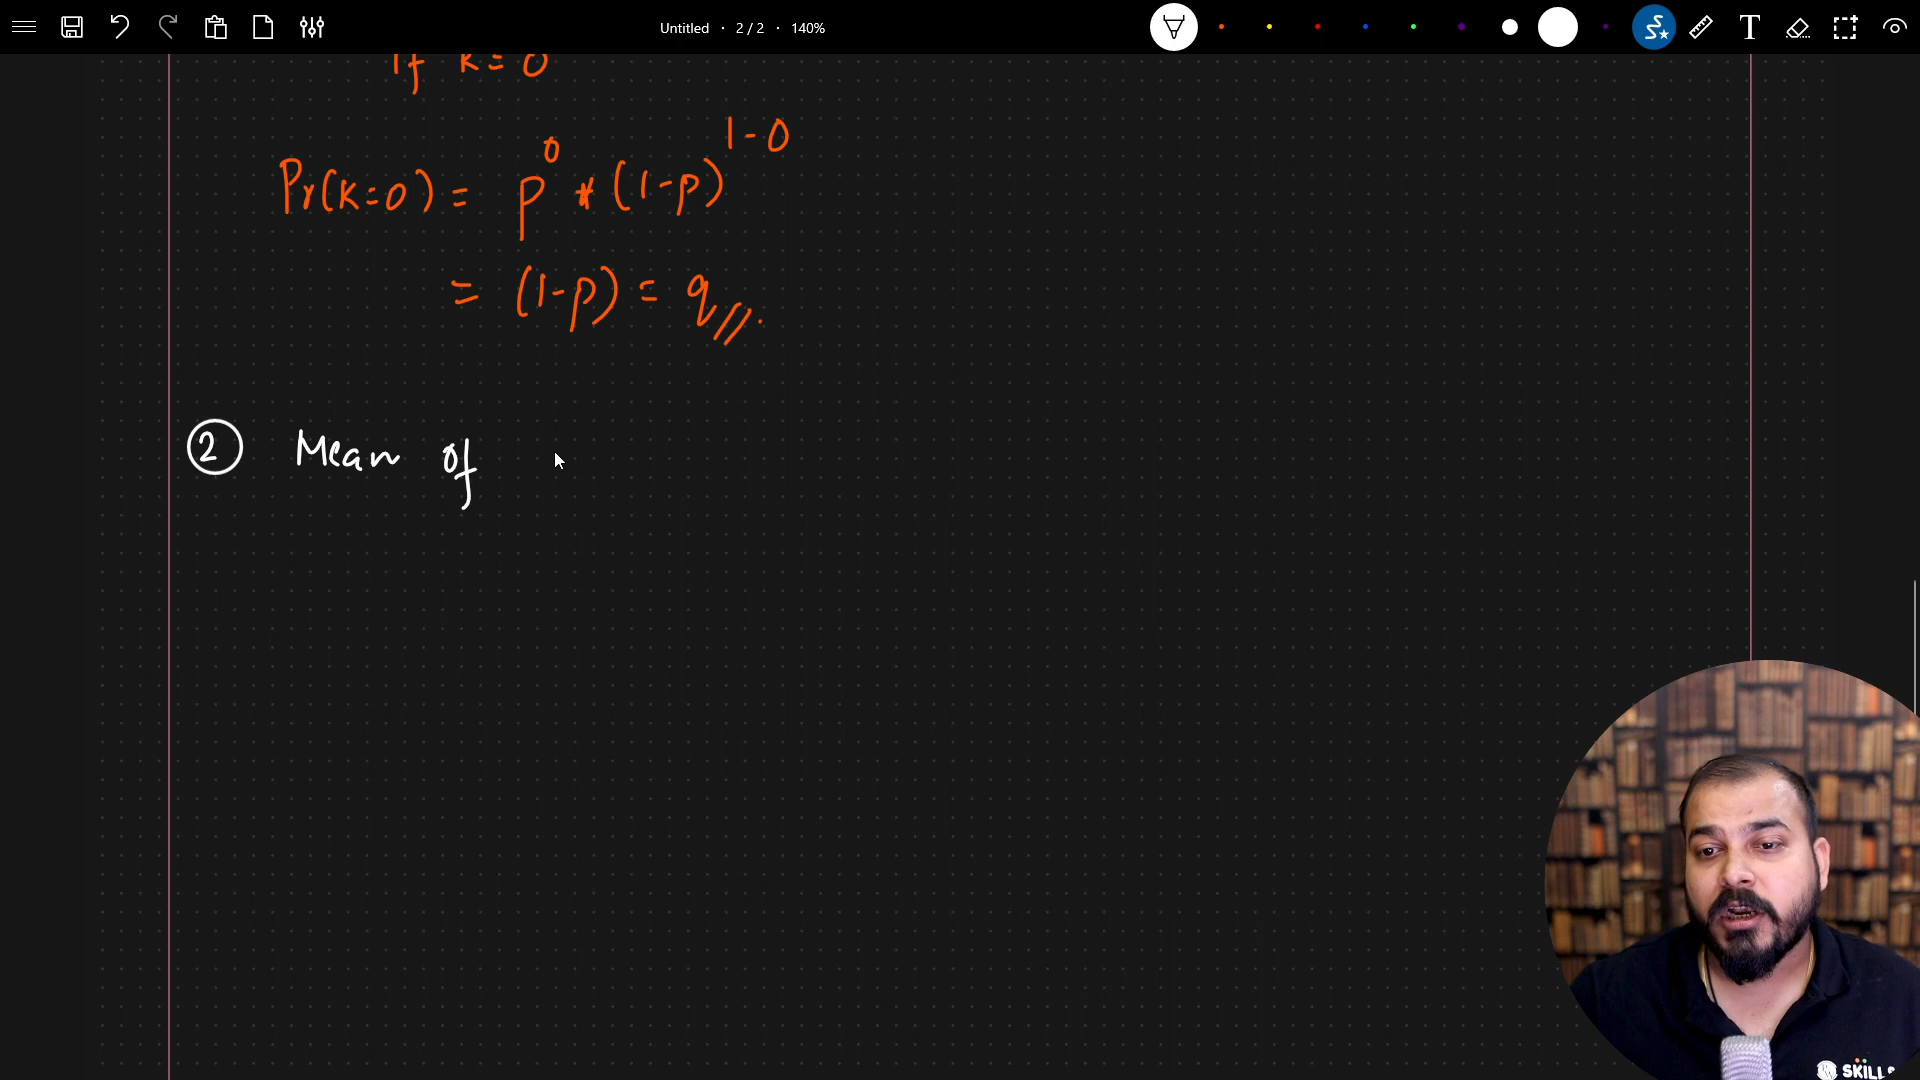 Untitled · 2 / 2 · 140%
If k = 0
Pr(k=0) = p^0 * (1-p)^{1-0}
= (1-p) = q//.
② Mean of